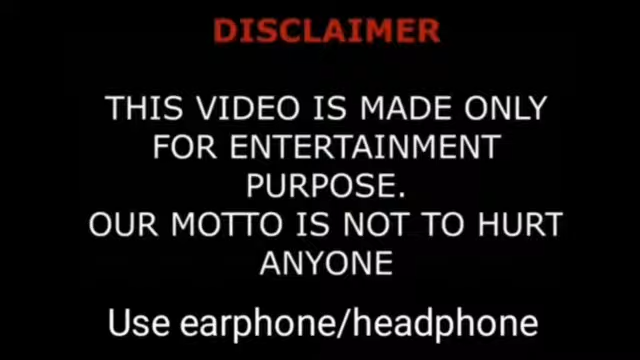 DISCLAIMER
THIS VIDEO IS MADE ONLY
FOR ENTERTAINMENT
PURPOSE.
OUR MOTTO IS NOT TO HURT
ANYONE
Use earphone/headphone